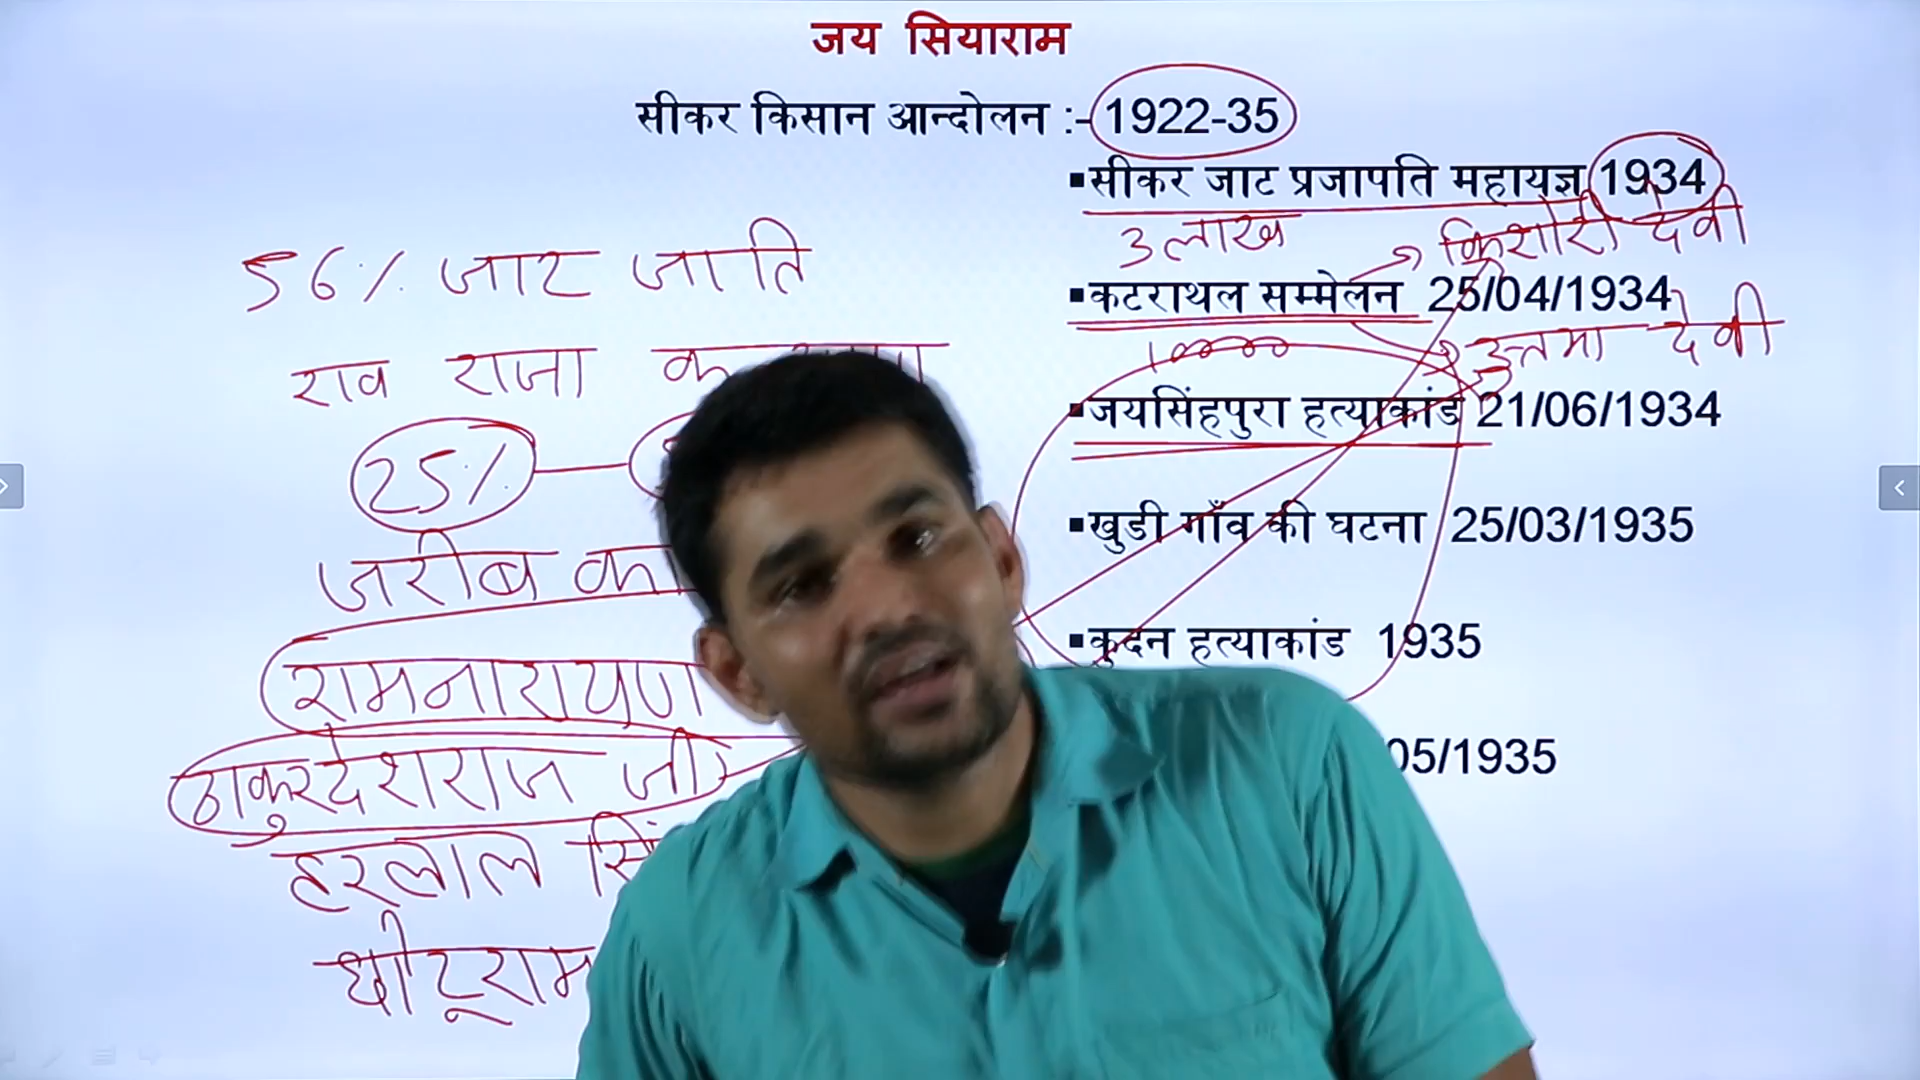 जय सियाराम
सीकर किसान आन्दोलन :- 1922-35
▪सीकर जाट प्रजापति महायज्ञ 1934
3 लाख
किशोरी देवी
▪कटराथल सम्मेलन 25/04/1934
उत्तमा देवी
▪जयसिंहपुरा हत्याकांड 21/06/1934
▪खुडी गाँव की घटना 25/03/1935
▪कुदन हत्याकांड 1935
05/1935
56% जाट जाति
राव राजा
25%
जरीब का
रामनारायण
ठाकुर देशराज जी
हरलाल सिं
छोटूराम